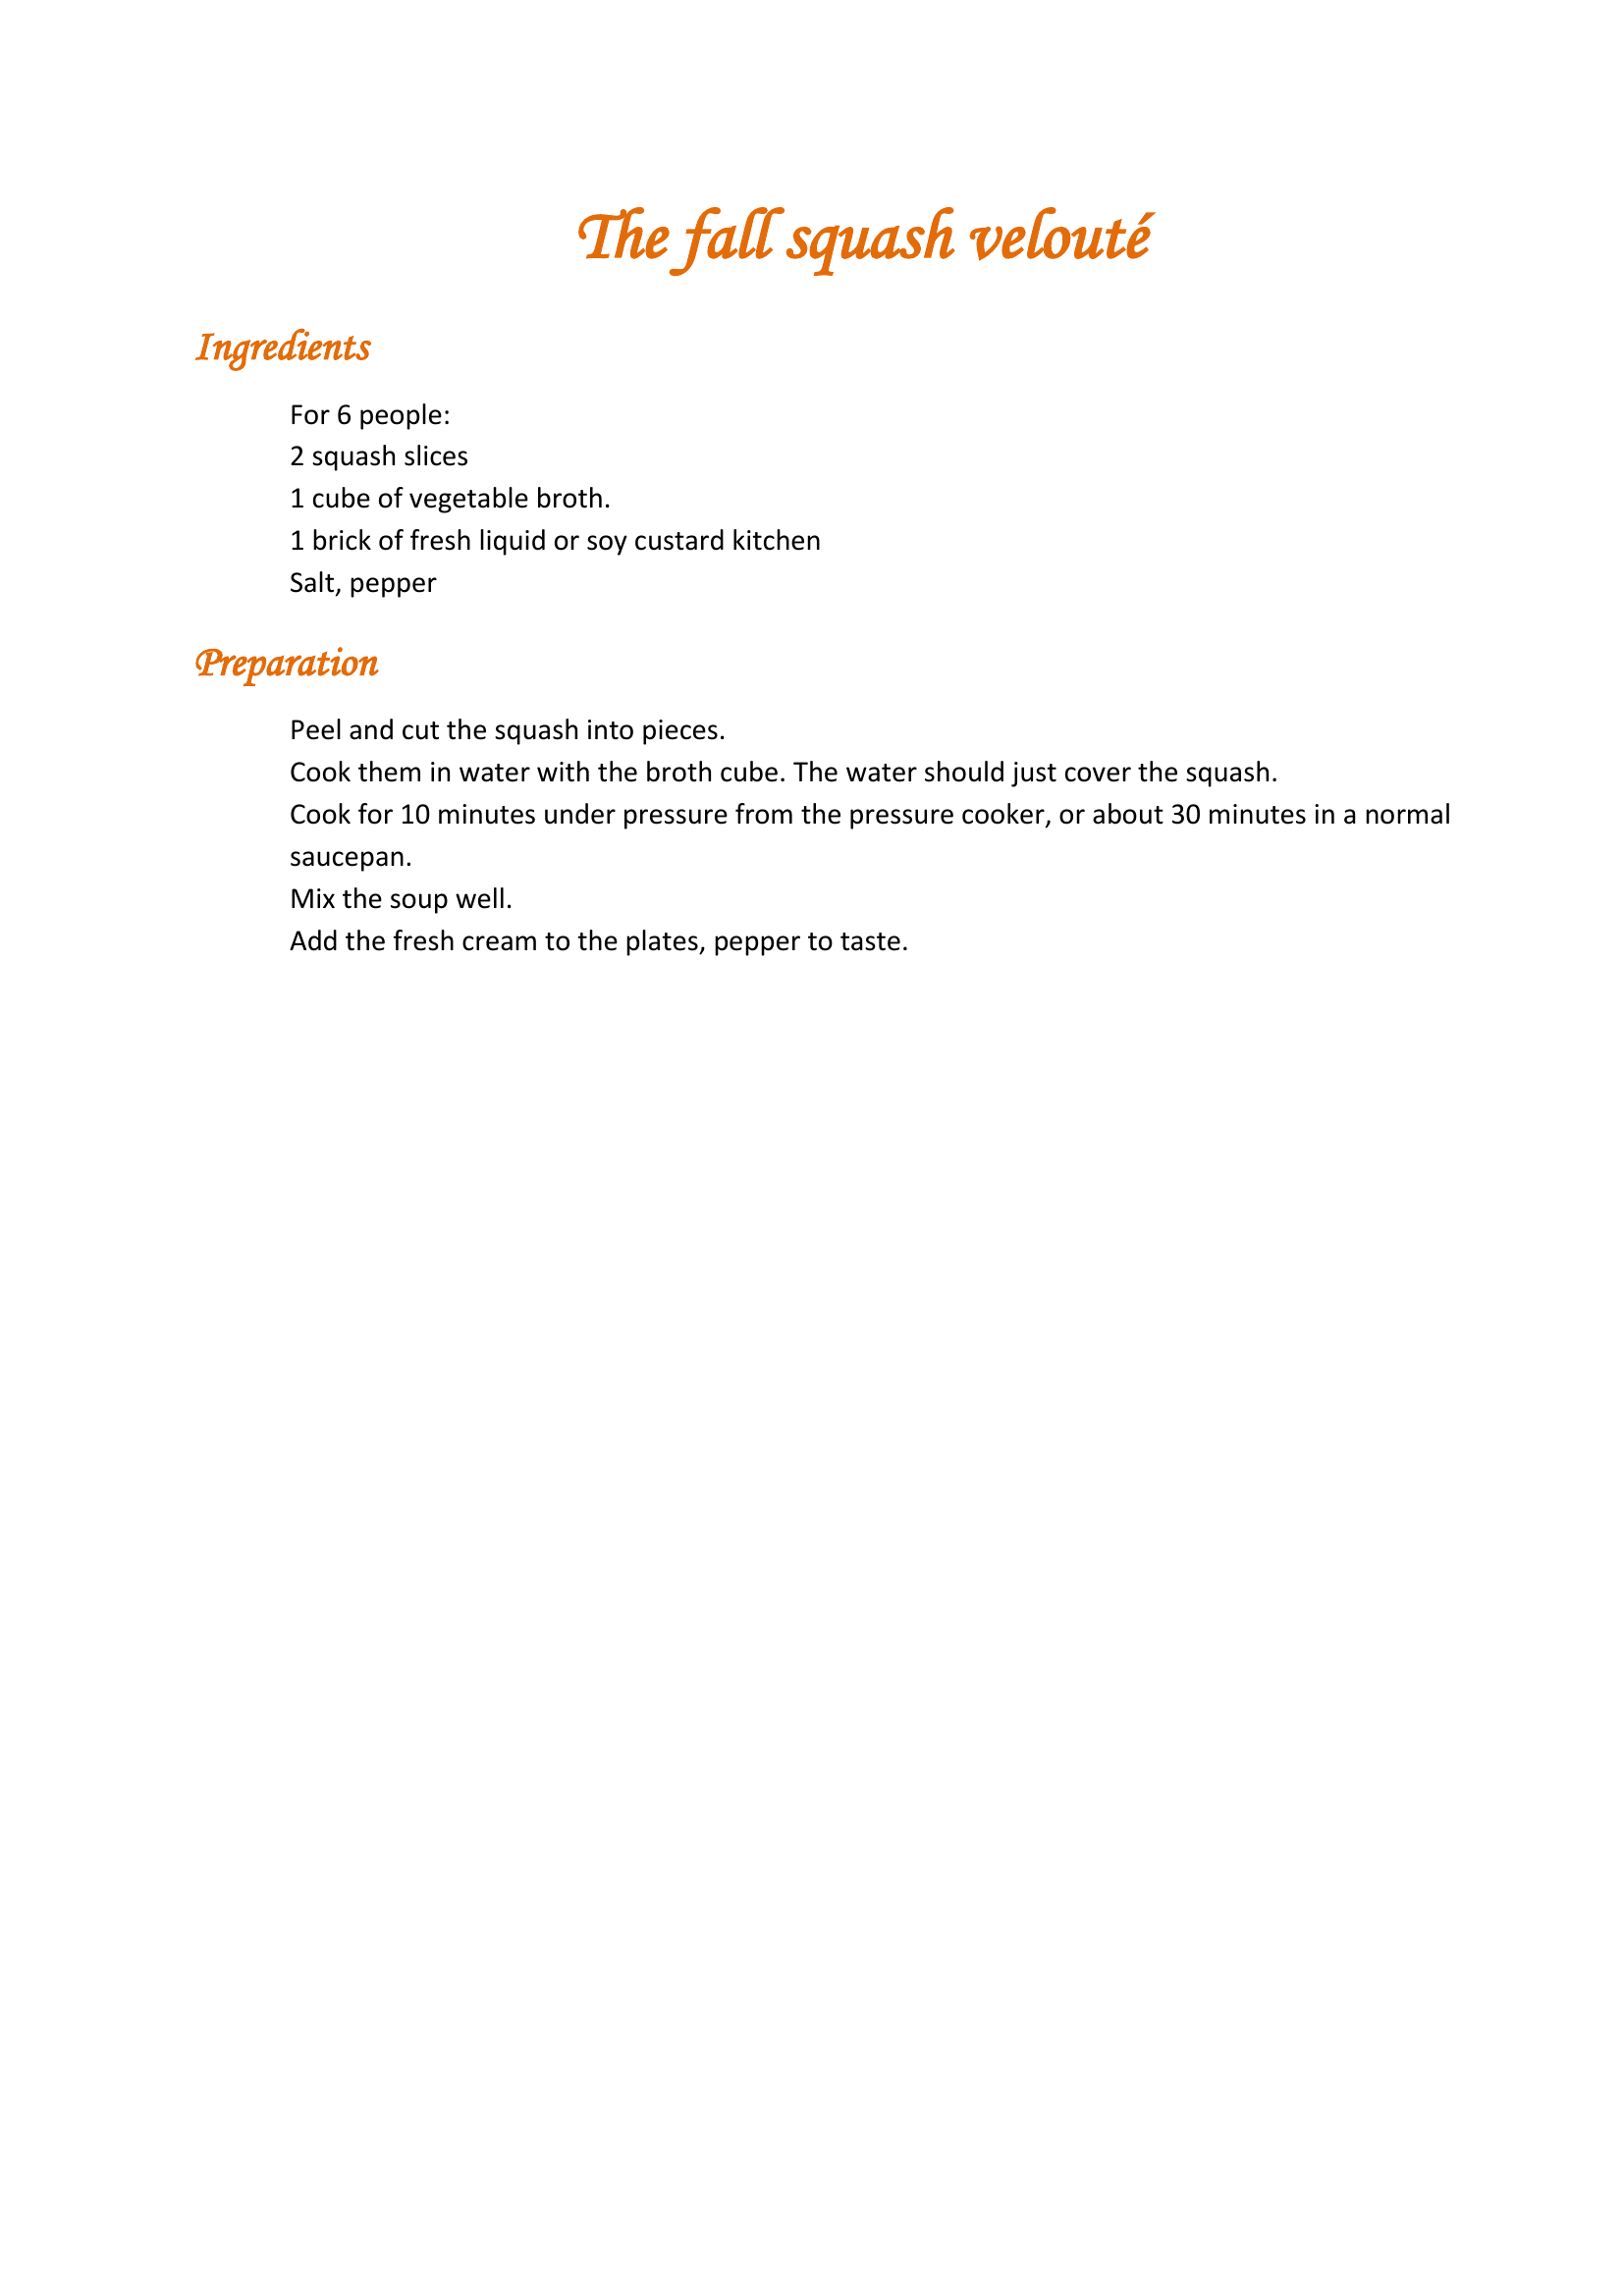 The fall squash velouté
Ingredients
For 6 people:
2 squash slices
1 cube of vegetable broth.
1 brick of fresh liquid or soy custard kitchen
Salt, pepper
Preparation
Peel and cut the squash into pieces.
Cook them in water with the broth cube. The water should just cover the squash.
Cook for 10 minutes under pressure from the pressure cooker, or about 30 minutes in a normal
saucepan.
Mix the soup well.
Add the fresh cream to the plates, pepper to taste.